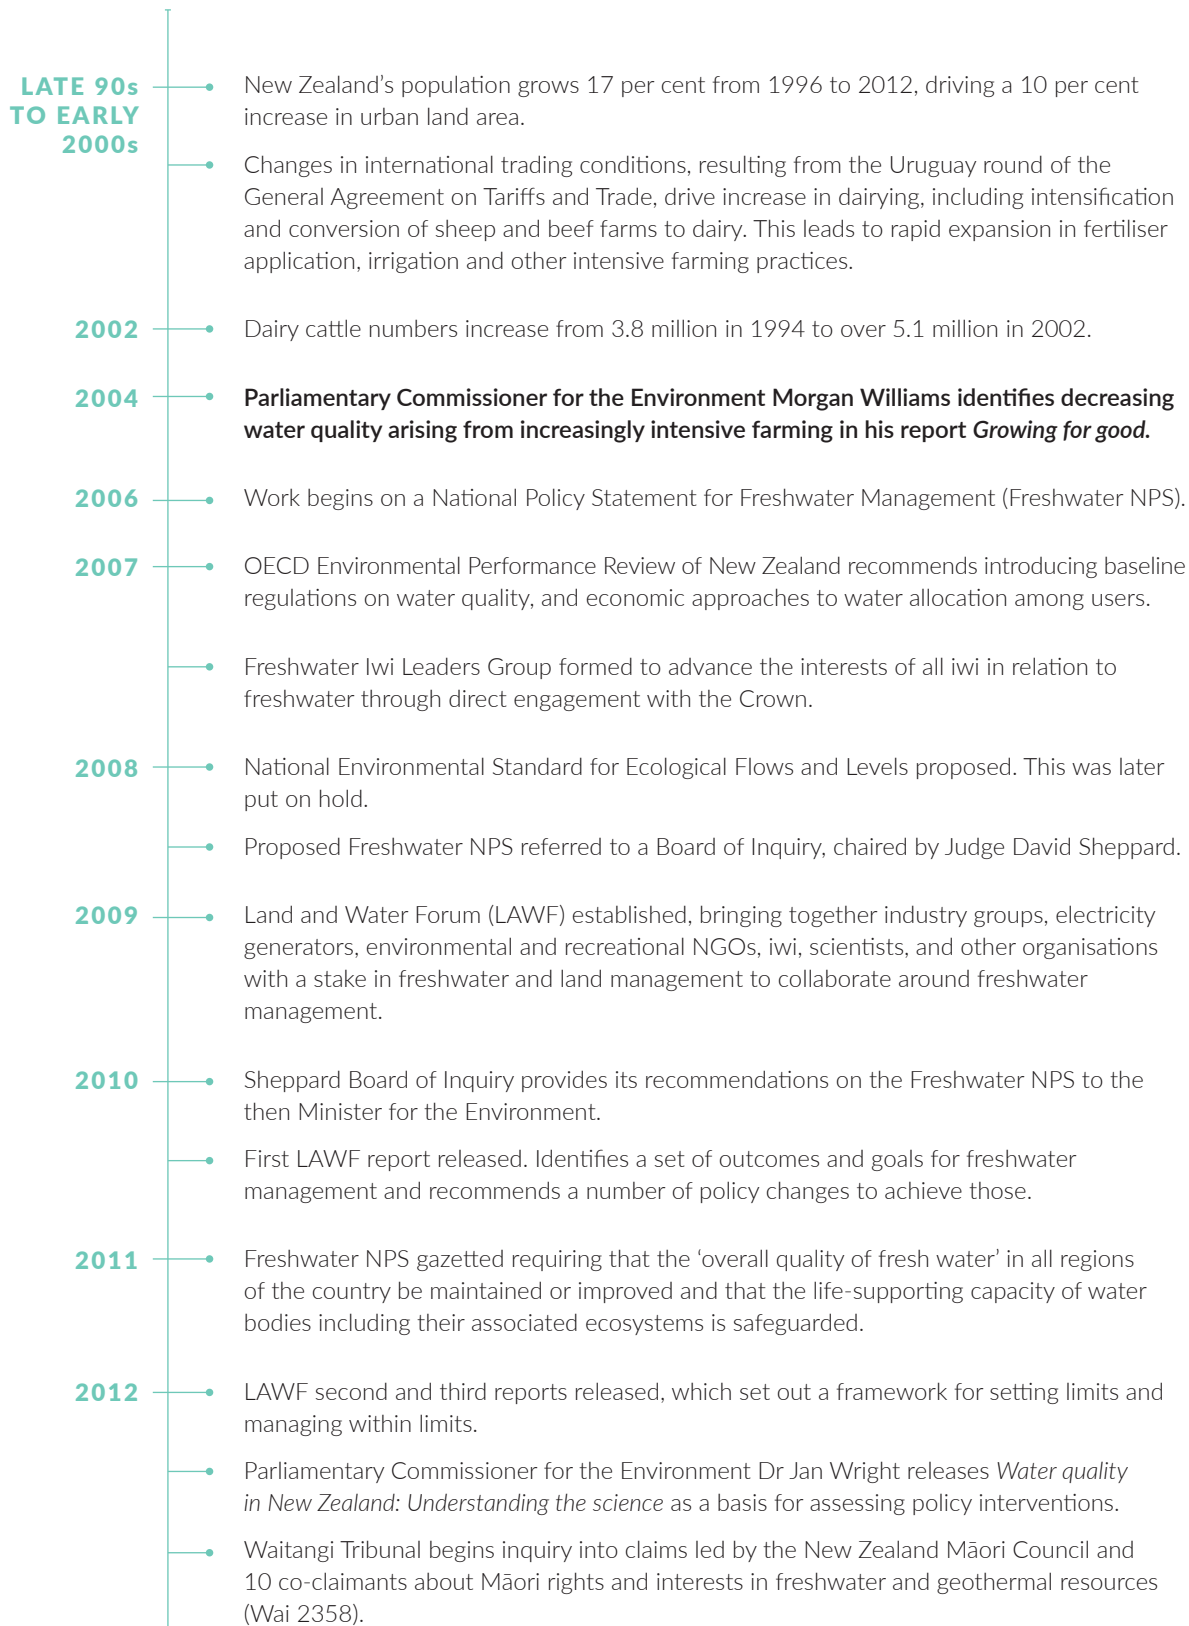 LATE 90s
TO EARLY
2000s
New Zealand’s population grows 17 per cent from 1996 to 2012, driving a 10 per cent
increase in urban land area.
Changes in international trading conditions, resulting from the Uruguay round of the
General Agreement on Tariffs and Trade, drive increase in dairying, including intensification
and conversion of sheep and beef farms to dairy. This leads to rapid expansion in fertiliser
application, irrigation and other intensive farming practices.
2002
Dairy cattle numbers increase from 3.8 million in 1994 to over 5.1 million in 2002.
2004
Parliamentary Commissioner for the Environment Morgan Williams identifies decreasing
water quality arising from increasingly intensive farming in his report Growing for good.
2006
Work begins on a National Policy Statement for Freshwater Management (Freshwater NPS).
2007
OECD Environmental Performance Review of New Zealand recommends introducing baseline
regulations on water quality, and economic approaches to water allocation among users.
Freshwater Iwi Leaders Group formed to advance the interests of all iwi in relation to
freshwater through direct engagement with the Crown.
2008
National Environmental Standard for Ecological Flows and Levels proposed. This was later
put on hold.
Proposed Freshwater NPS referred to a Board of Inquiry, chaired by Judge David Sheppard.
2009
Land and Water Forum (LAWF) established, bringing together industry groups, electricity
generators, environmental and recreational NGOs, iwi, scientists, and other organisations
with a stake in freshwater and land management to collaborate around freshwater
management.
2010
Sheppard Board of Inquiry provides its recommendations on the Freshwater NPS to the
then Minister for the Environment.
First LAWF report released. Identifies a set of outcomes and goals for freshwater
management and recommends a number of policy changes to achieve those.
2011
Freshwater NPS gazetted requiring that the ‘overall quality of fresh water’ in all regions
of the country be maintained or improved and that the life-supporting capacity of water
bodies including their associated ecosystems is safeguarded.
2012
LAWF second and third reports released, which set out a framework for setting limits and
managing within limits.
Parliamentary Commissioner for the Environment Dr Jan Wright releases Water quality
in New Zealand: Understanding the science as a basis for assessing policy interventions.
Waitangi Tribunal begins inquiry into claims led by the New Zealand Māori Council and
10 co-claimants about Māori rights and interests in freshwater and geothermal resources
(Wai 2358).